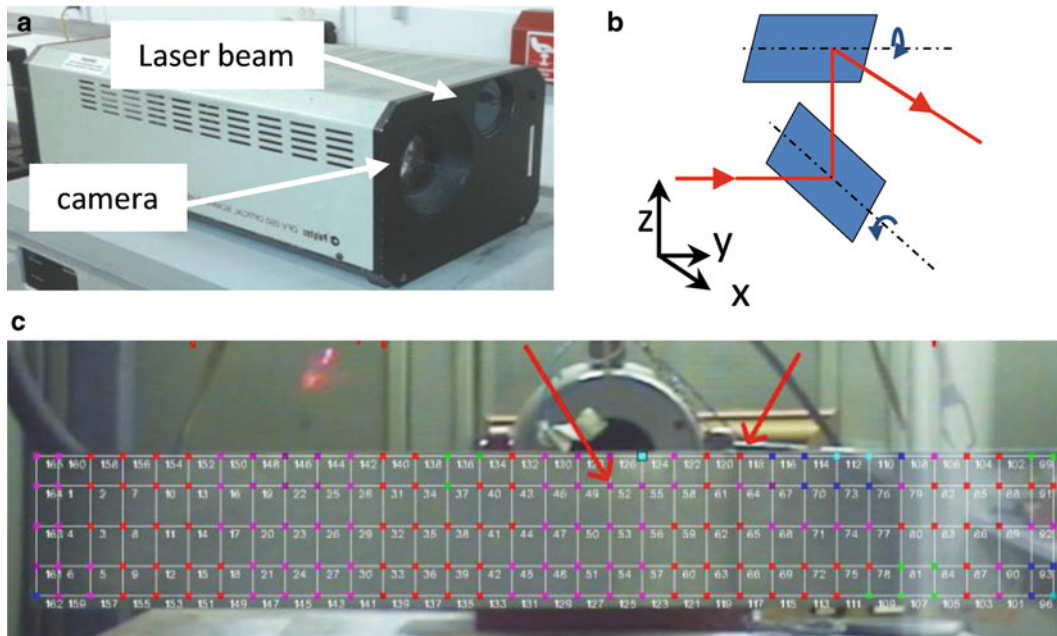 a
Laser beam
camera
Polytec
b
z
y
x
c
165 160 158 156 154 152 150 148 146 144 142 140 138 136 134 132 130 126 124 122 120 118 116 114 112 110 108 106 104 102 99
164 1 2 7 10 13 16 19 22 25 28 31 34 37 40 43 46 49 52 55 58 61 64 67 70 73 76 79 82 85 88 91
163 4 3 8 11 14 17 20 23 26 29 32 35 38 41 44 47 50 53 56 59 62 65 68 71 74 77 80 83 86 89 92
161 6 5 9 12 15 18 21 24 27 30 33 36 39 42 45 48 51 54 57 60 63 66 69 72 75 78 81 84 87 90 93
162 159 157 155 153 151 149 147 145 143 141 139 137 135 133 131 129 127 125 123 121 119 117 115 113 111 109 107 105 103 101 96